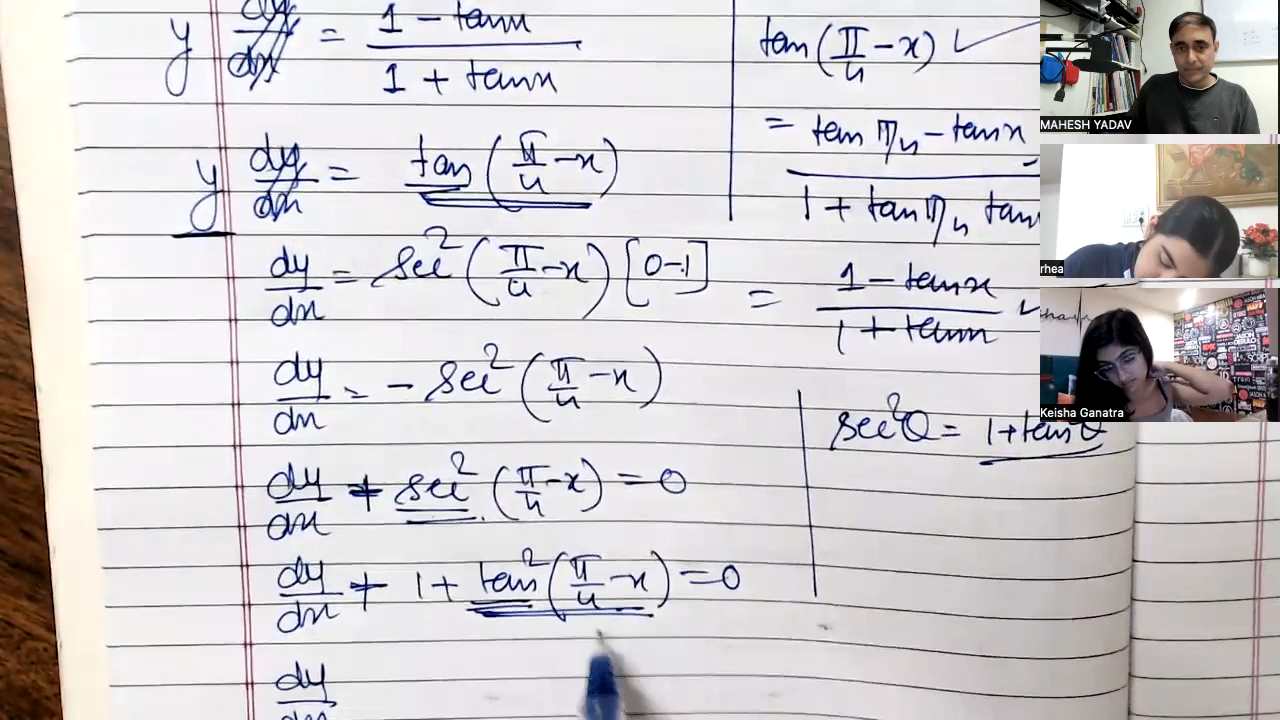 y dy/dx = 1 - tanx / 1 + tanx
y dy/dx = tan(π/4 - x)
dy/dx = sec²(π/4 - x) [0-1]
dy/dx = - sec²(π/4 - x)
dy/dx + sec²(π/4 - x) = 0
dy/dx + 1 + tan²(π/4 - x) = 0
dy/dx
tan(π/4 - x) ✓
= tan π/4 - tanx / 1 + tan π/4 tan
= 1 - tanx / 1 + tanx ✓
sec²θ = 1+tan²θ
MAHESH YADAV
rhea
Keisha Ganatra